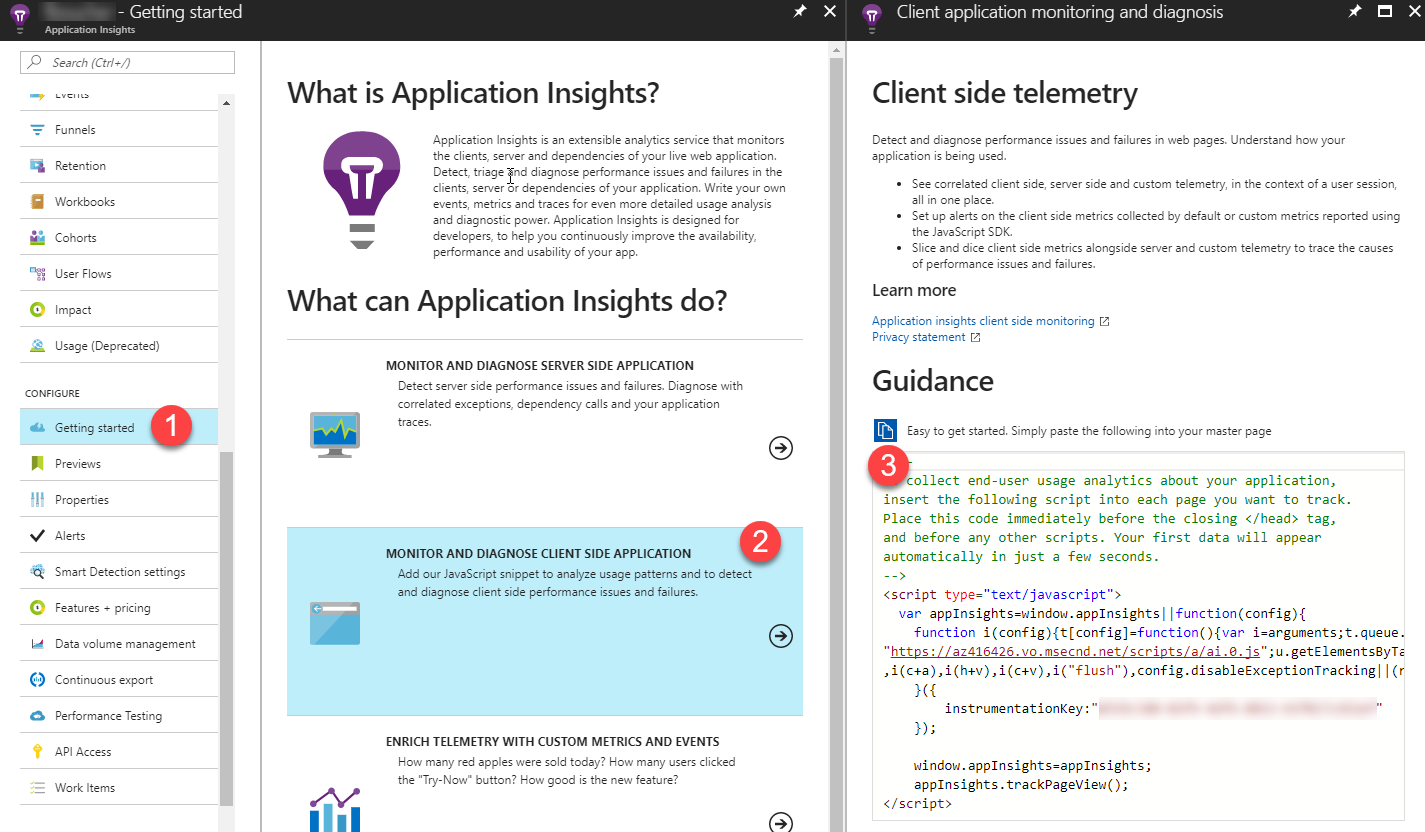 - Getting started
Application Insights
Search (Ctrl+/)
Events
Funnels
Retention
Workbooks
Cohorts
User Flows
Impact
Usage (Deprecated)
CONFIGURE
Getting started
1
Previews
Properties
Alerts
Smart Detection settings
Features + pricing
Data volume management
Continuous export
Performance Testing
API Access
Work Items
What is Application Insights?
Application Insights is an extensible analytics service that monitors
the clients, server and dependencies of your live web application.
Detect, triage and diagnose performance issues and failures in the
clients, server or dependencies of your application. Write your own
events, metrics and traces for even more detailed usage analysis
and diagnostic power. Application Insights is designed for
developers, to help you continuously improve the availability,
performance and usability of your app.
What can Application Insights do?
MONITOR AND DIAGNOSE SERVER SIDE APPLICATION
Detect server side performance issues and failures. Diagnose with
correlated exceptions, dependency calls and your application
traces.
MONITOR AND DIAGNOSE CLIENT SIDE APPLICATION
2
Add our JavaScript snippet to analyze usage patterns and to detect
and diagnose client side performance issues and failures.
ENRICH TELEMETRY WITH CUSTOM METRICS AND EVENTS
How many red apples were sold today? How many users clicked
the "Try-Now" button? How good is the new feature?
Client application monitoring and diagnosis
Client side telemetry
Detect and diagnose performance issues and failures in web pages. Understand how your
application is being used.
• See correlated client side, server side and custom telemetry, in the context of a user session,
all in one place.
• Set up alerts on the client side metrics collected by default or custom metrics reported using
the JavaScript SDK.
• Slice and dice client side metrics alongside server and custom telemetry to trace the causes
of performance issues and failures.
Learn more
Application insights client side monitoring
Privacy statement
Guidance
Easy to get started. Simply paste the following into your master page
3
collect end-user usage analytics about your application,
insert the following script into each page you want to track.
Place this code immediately before the closing </head> tag,
and before any other scripts. Your first data will appear
automatically in just a few seconds.
-->
<script type="text/javascript">
var appInsights=window.appInsights||function(config){
function i(config){t[config]=function(){var i=arguments;t.queue.
"https://az416426.vo.msecnd.net/scripts/a/ai.0.js";u.getElementsByTa
,i(c+a),i(h+v),i(c+v),i("flush"),config.disableExceptionTracking||(r
}({
instrumentationKey:" "
});
window.appInsights=appInsights;
appInsights.trackPageView();
</script>